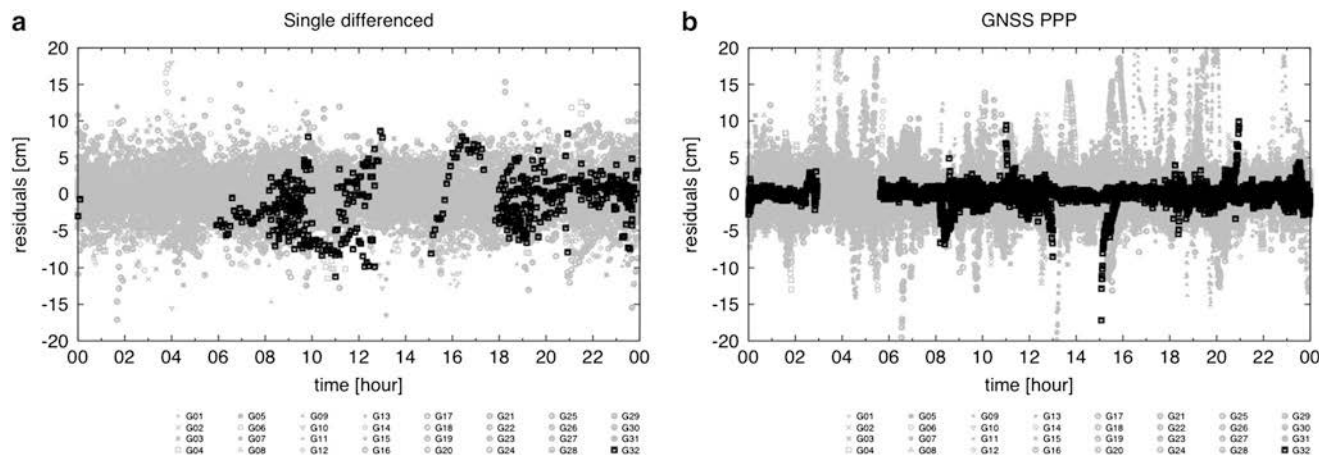 a
Single differenced
residuals [cm]
20
15
10
5
0
-5
-10
-15
-20
00 02 04 06 08 10 12 14 16 18 20 22 00
time [hour]
G01 G05 G09 G13 G17 G21 G25 G29
G02 G06 G10 G14 G18 G22 G26 G30
G03 G07 G11 G15 G19 G23 G27 G31
G04 G08 G12 G16 G20 G24 G28 G32
b
GNSS PPP
residuals [cm]
20
15
10
5
0
-5
-10
-15
-20
00 02 04 06 08 10 12 14 16 18 20 22 00
time [hour]
G01 G05 G09 G13 G17 G21 G25 G29
G02 G06 G10 G14 G18 G22 G26 G30
G03 G07 G11 G15 G19 G23 G27 G31
G04 G08 G12 G16 G20 G24 G28 G32